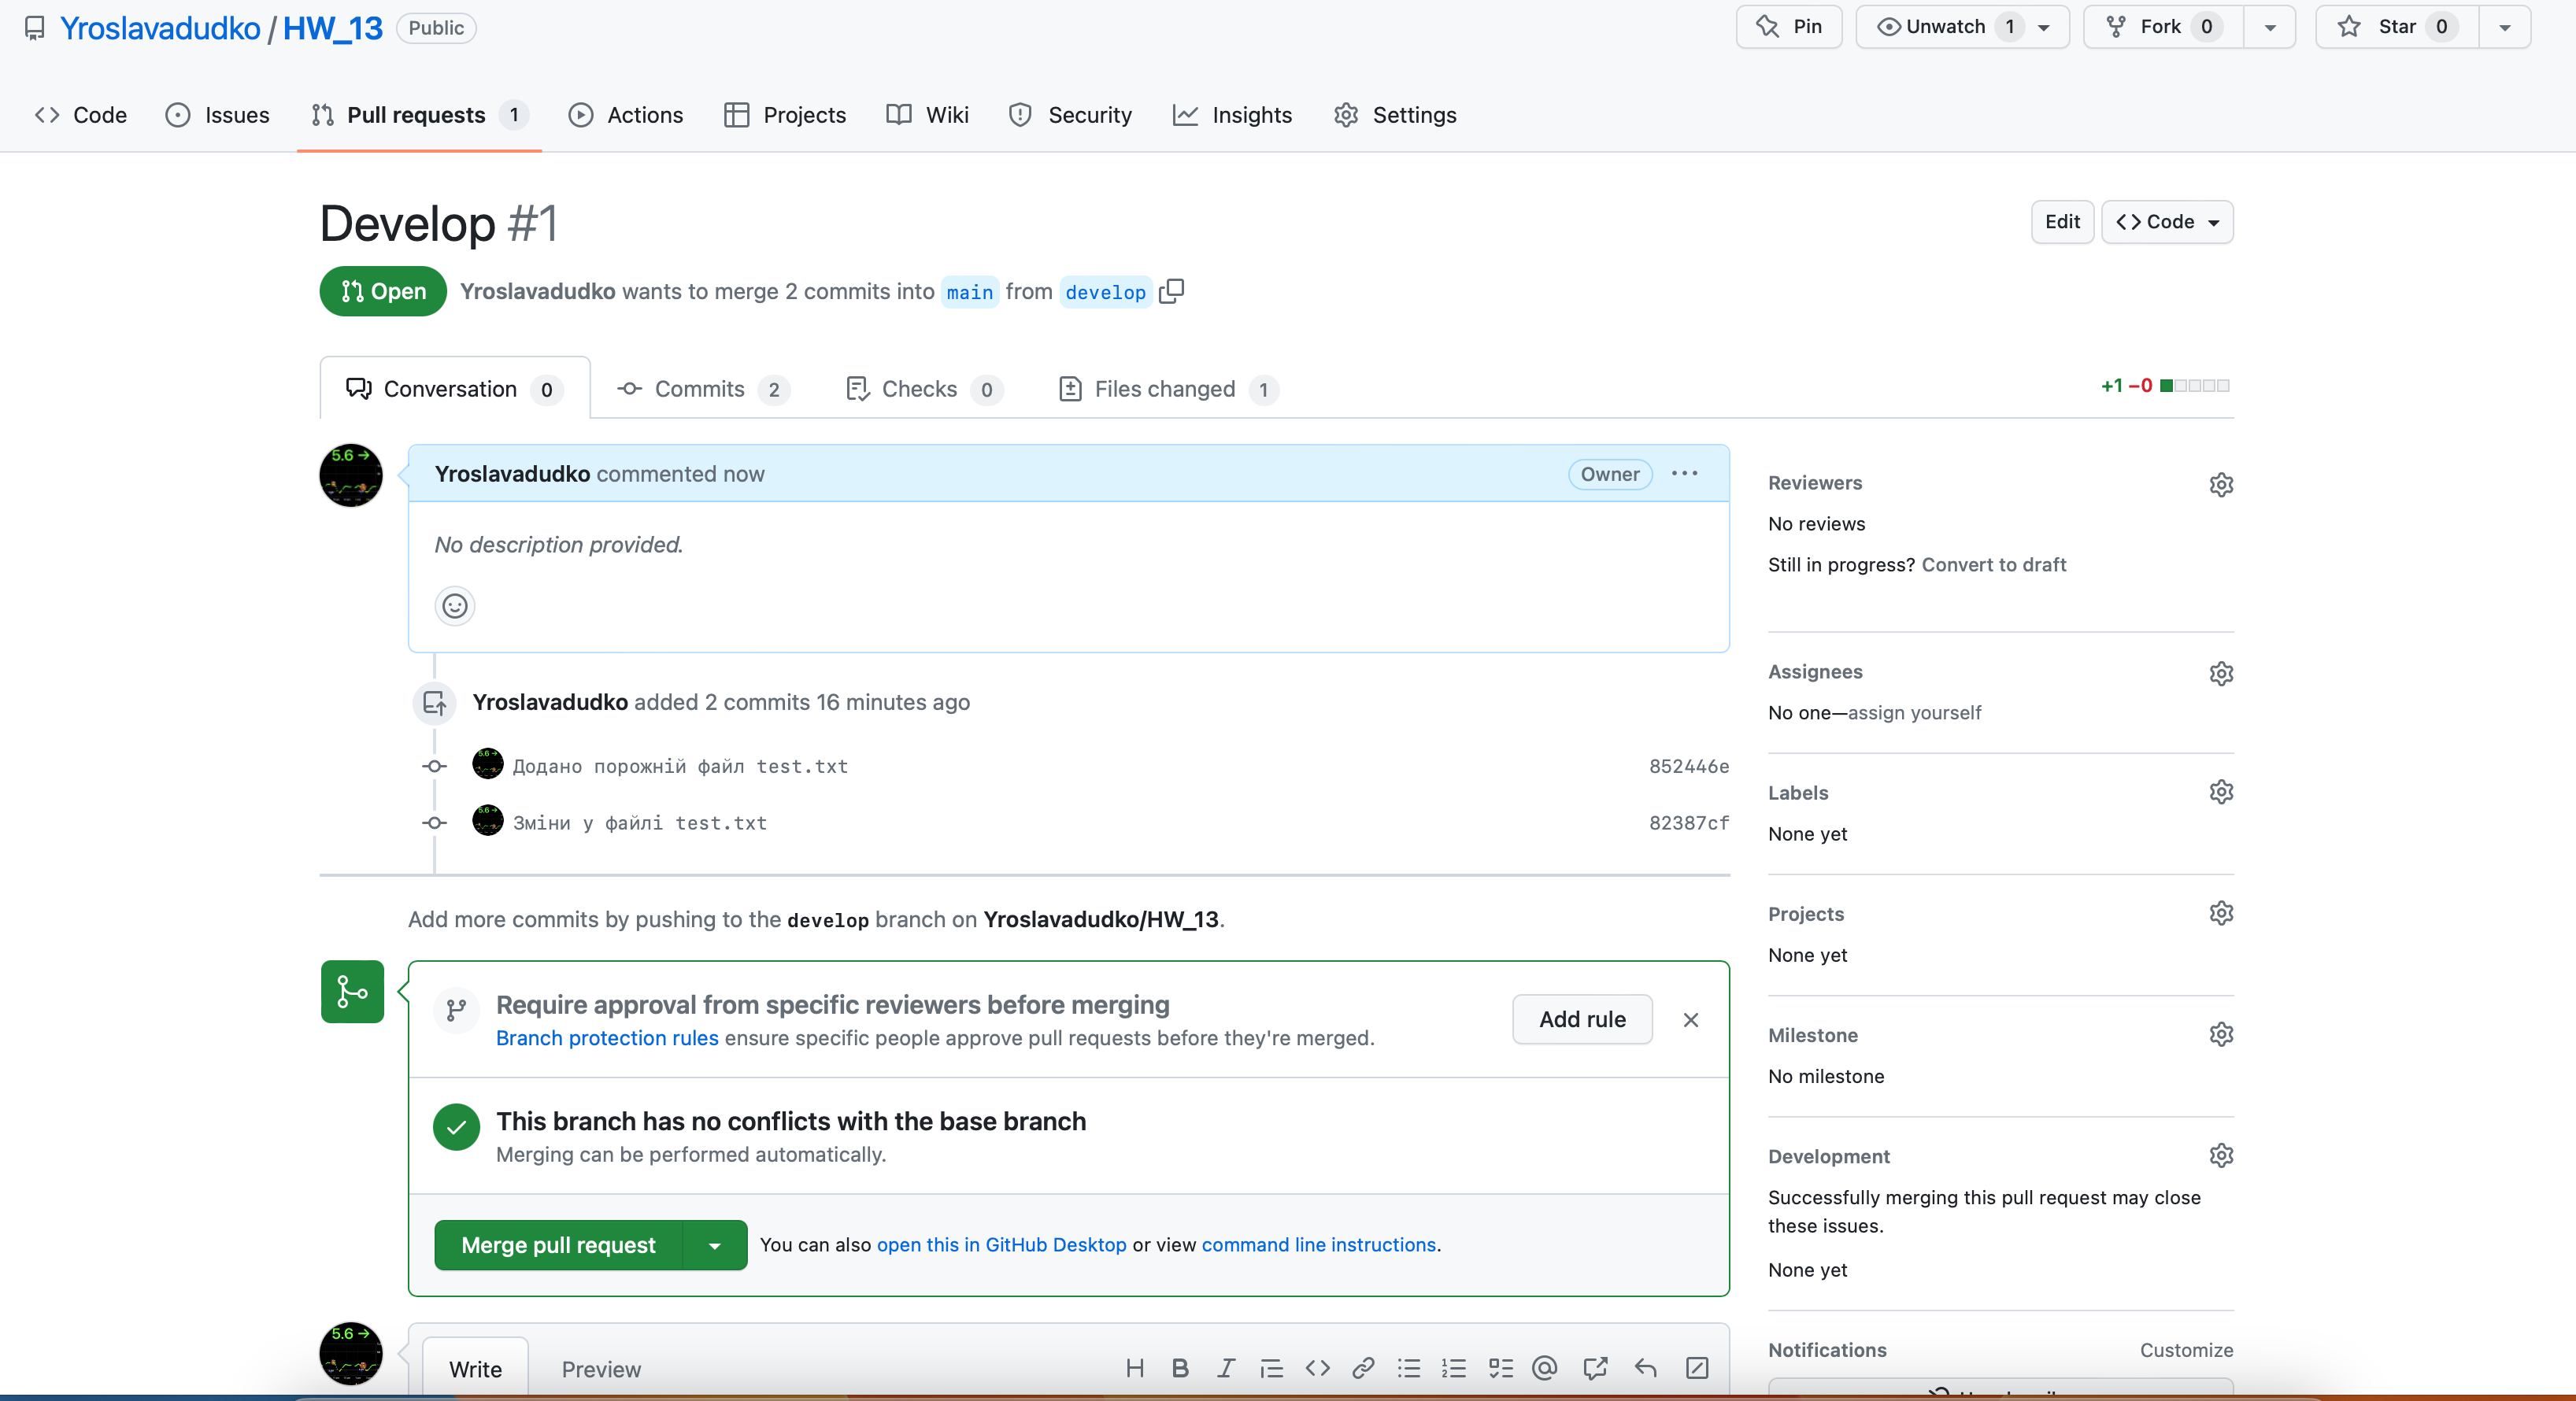 Yroslavadudko / HW_13 Public
Pin
Unwatch 1
Fork 0
Star 0
Code
Issues
Pull requests 1
Actions
Projects
Wiki
Security
Insights
Settings
Develop #1
Edit
<> Code
Open
Yroslavadudko wants to merge 2 commits into main from develop
Conversation 0
Commits 2
Checks 0
Files changed 1
+1 −0
5.6 →
Yroslavadudko commented now
Owner
No description provided.
Yroslavadudko added 2 commits 16 minutes ago
5.6 →
Додано порожній файл test.txt
852446e
5.6 →
Зміни у файлі test.txt
82387cf
Add more commits by pushing to the develop branch on Yroslavadudko/HW_13.
Require approval from specific reviewers before merging
Branch protection rules ensure specific people approve pull requests before they're merged.
Add rule
This branch has no conflicts with the base branch
Merging can be performed automatically.
Merge pull request
You can also open this in GitHub Desktop or view command line instructions.
5.6 →
Write
Preview
Reviewers
No reviews
Still in progress? Convert to draft
Assignees
No one—assign yourself
Labels
None yet
Projects
None yet
Milestone
No milestone
Development
Successfully merging this pull request may close
these issues.
None yet
Notifications
Customize